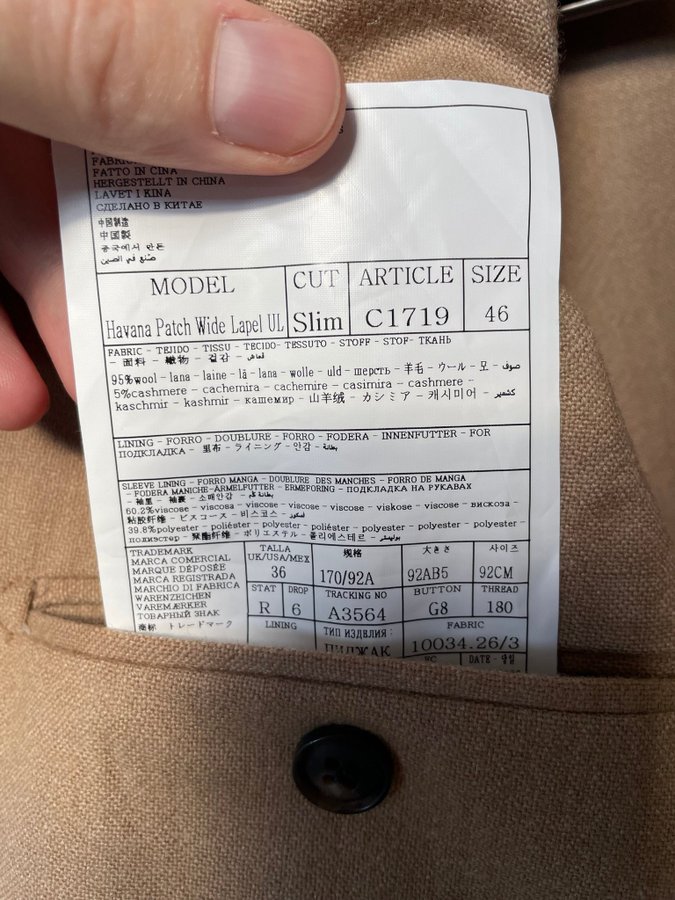 FATTO IN CINA
HERGESTELLT IN CHINA
LAVET I KINA
СДЕЛАНО В КИТАЕ
中国制造
中国製
중국에서 만든
صنع في الصين
MODEL CUT ARTICLE SIZE
Havana Patch Wide Lapel UL Slim C1719 46
FABRIC - TEJIDO - TISSU - TECIDO- TESSUTO - STOFF - STOF- ТКАНЬ
- 面料 - 織物 - 겉감 - قماش
95%wool - lana - laine - lã - lana - wolle - uld - шерсть - 羊毛 - ウール - 모 - صوف
5%cashmere - cachemira - cachemire - casimira - cashmere -
kaschmir - kashmir - кашемир - 山羊绒 - カシミア - 캐시미어 - كشمير
LINING - FORRO - DOUBLURE - FORRO - FODERA - INNENFUTTER - FOR
ПОДКЛАДКА - 里布 - ライニング - 안감 - بطانة
SLEEVE LINING - FORRO MANGA - DOUBLURE DES MANCHES - FORRO DE MANGA
- FODERA MANICHE-ÄRMELFUTTER - ERMEFORING - ПОДКЛАДКА НА РУКАВАХ
- 袖里 - 袖裏 - 소매안감 - بطانة كم
60.2%viscose - viscosa - viscose - viscose - viscose - viskose - viscose - вискоза -
粘胶纤维 - ビスコース - 비스코스 - فسكوز
39.8%polyester - poliéster - polyester - poliéster - polyester - polyester - polyester -
полиэстер - 聚酯纤维 - ポリエステル - 폴리에스테르 - بوليستر
TRADEMARK
MARCA COMERCIAL
MARQUE DÉPOSÉE
MARCA REGISTRADA
MARCHIO DI FABRICA
WARENZEICHEN
VAREMÆRKER
ТОВАРНЫЙ ЗНАК
商标 トレードマーク
TALLA UK/USA/MEX 規格 大きさ サイズ
36 170/92A 92AB5 92CM
STAT DROP TRACKING NO BUTTON THREAD
R 6 A3564 G8 180
LINING ТИП ИЗДЕЛИЯ: FABRIC
ПИДЖАК 10034.26/3
DATE